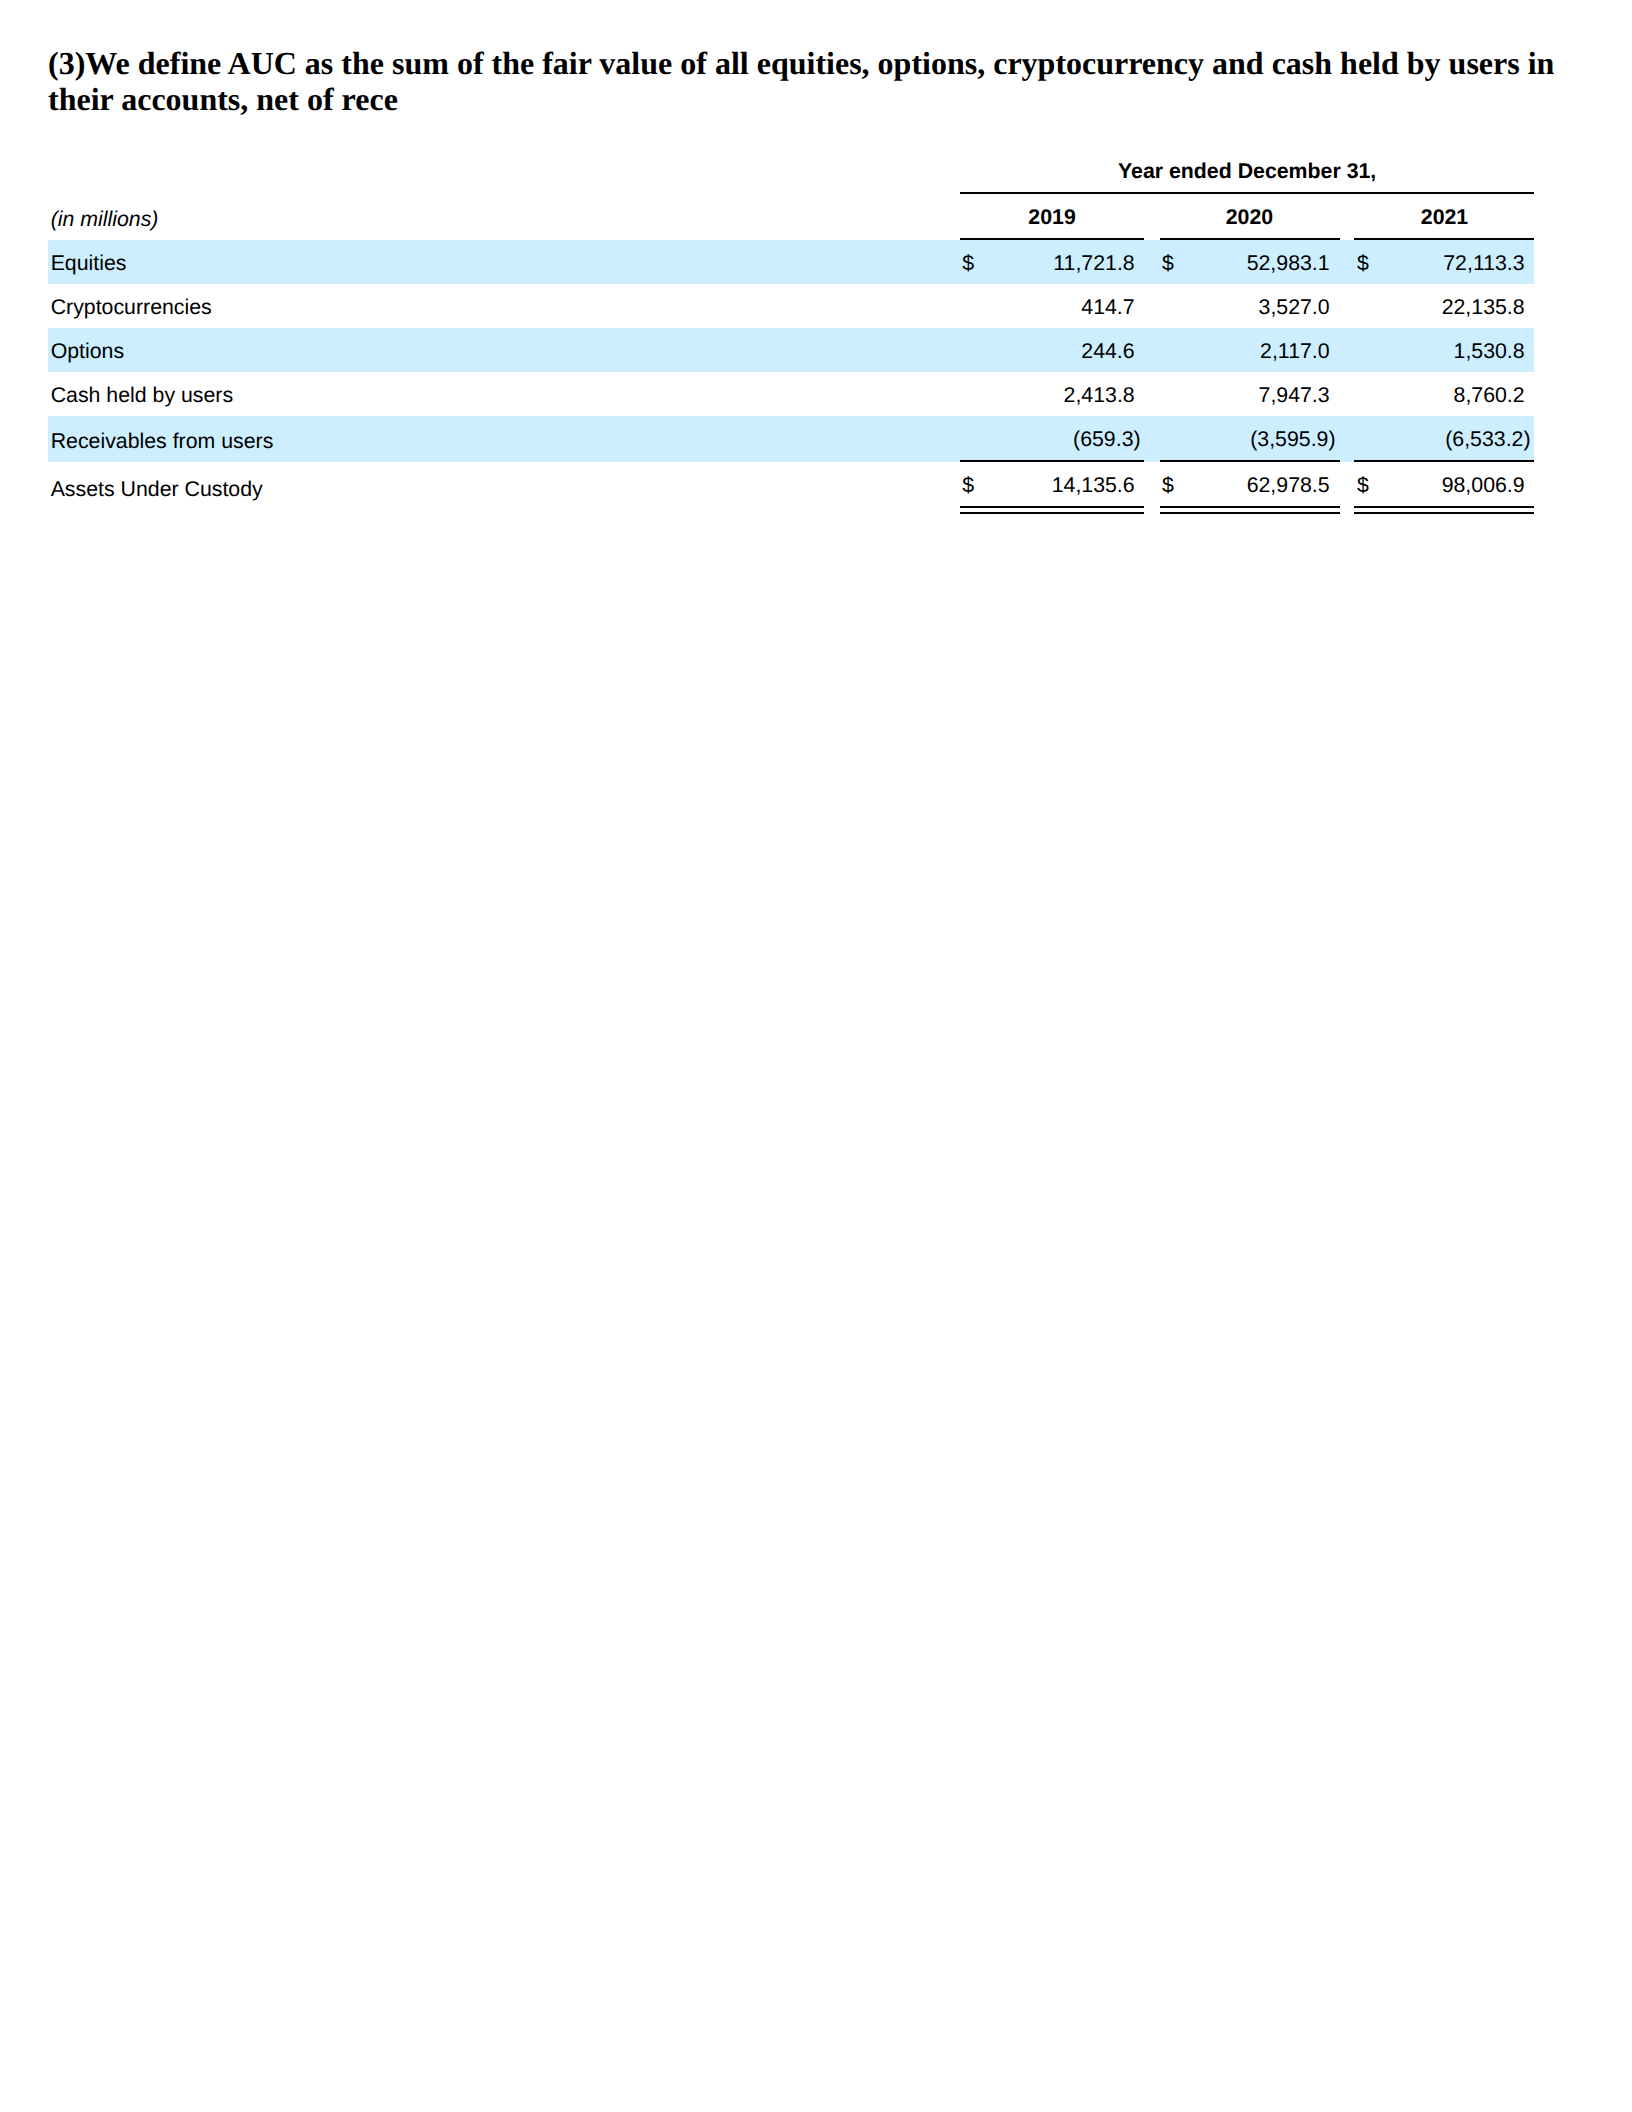 (3)We define AUC as the sum of the fair value of all equities, options, cryptocurrency and cash held by users in
their accounts, net of rece
Year ended December 31,
(in millions) 2019 2020 2021
Equities $ 11,721.8 $ 52,983.1 $ 72,113.3
Cryptocurrencies 414.7 3,527.0 22,135.8
Options 244.6 2,117.0 1,530.8
Cash held by users 2,413.8 7,947.3 8,760.2
Receivables from users (659.3) (3,595.9) (6,533.2)
Assets Under Custody $ 14,135.6 $ 62,978.5 $ 98,006.9